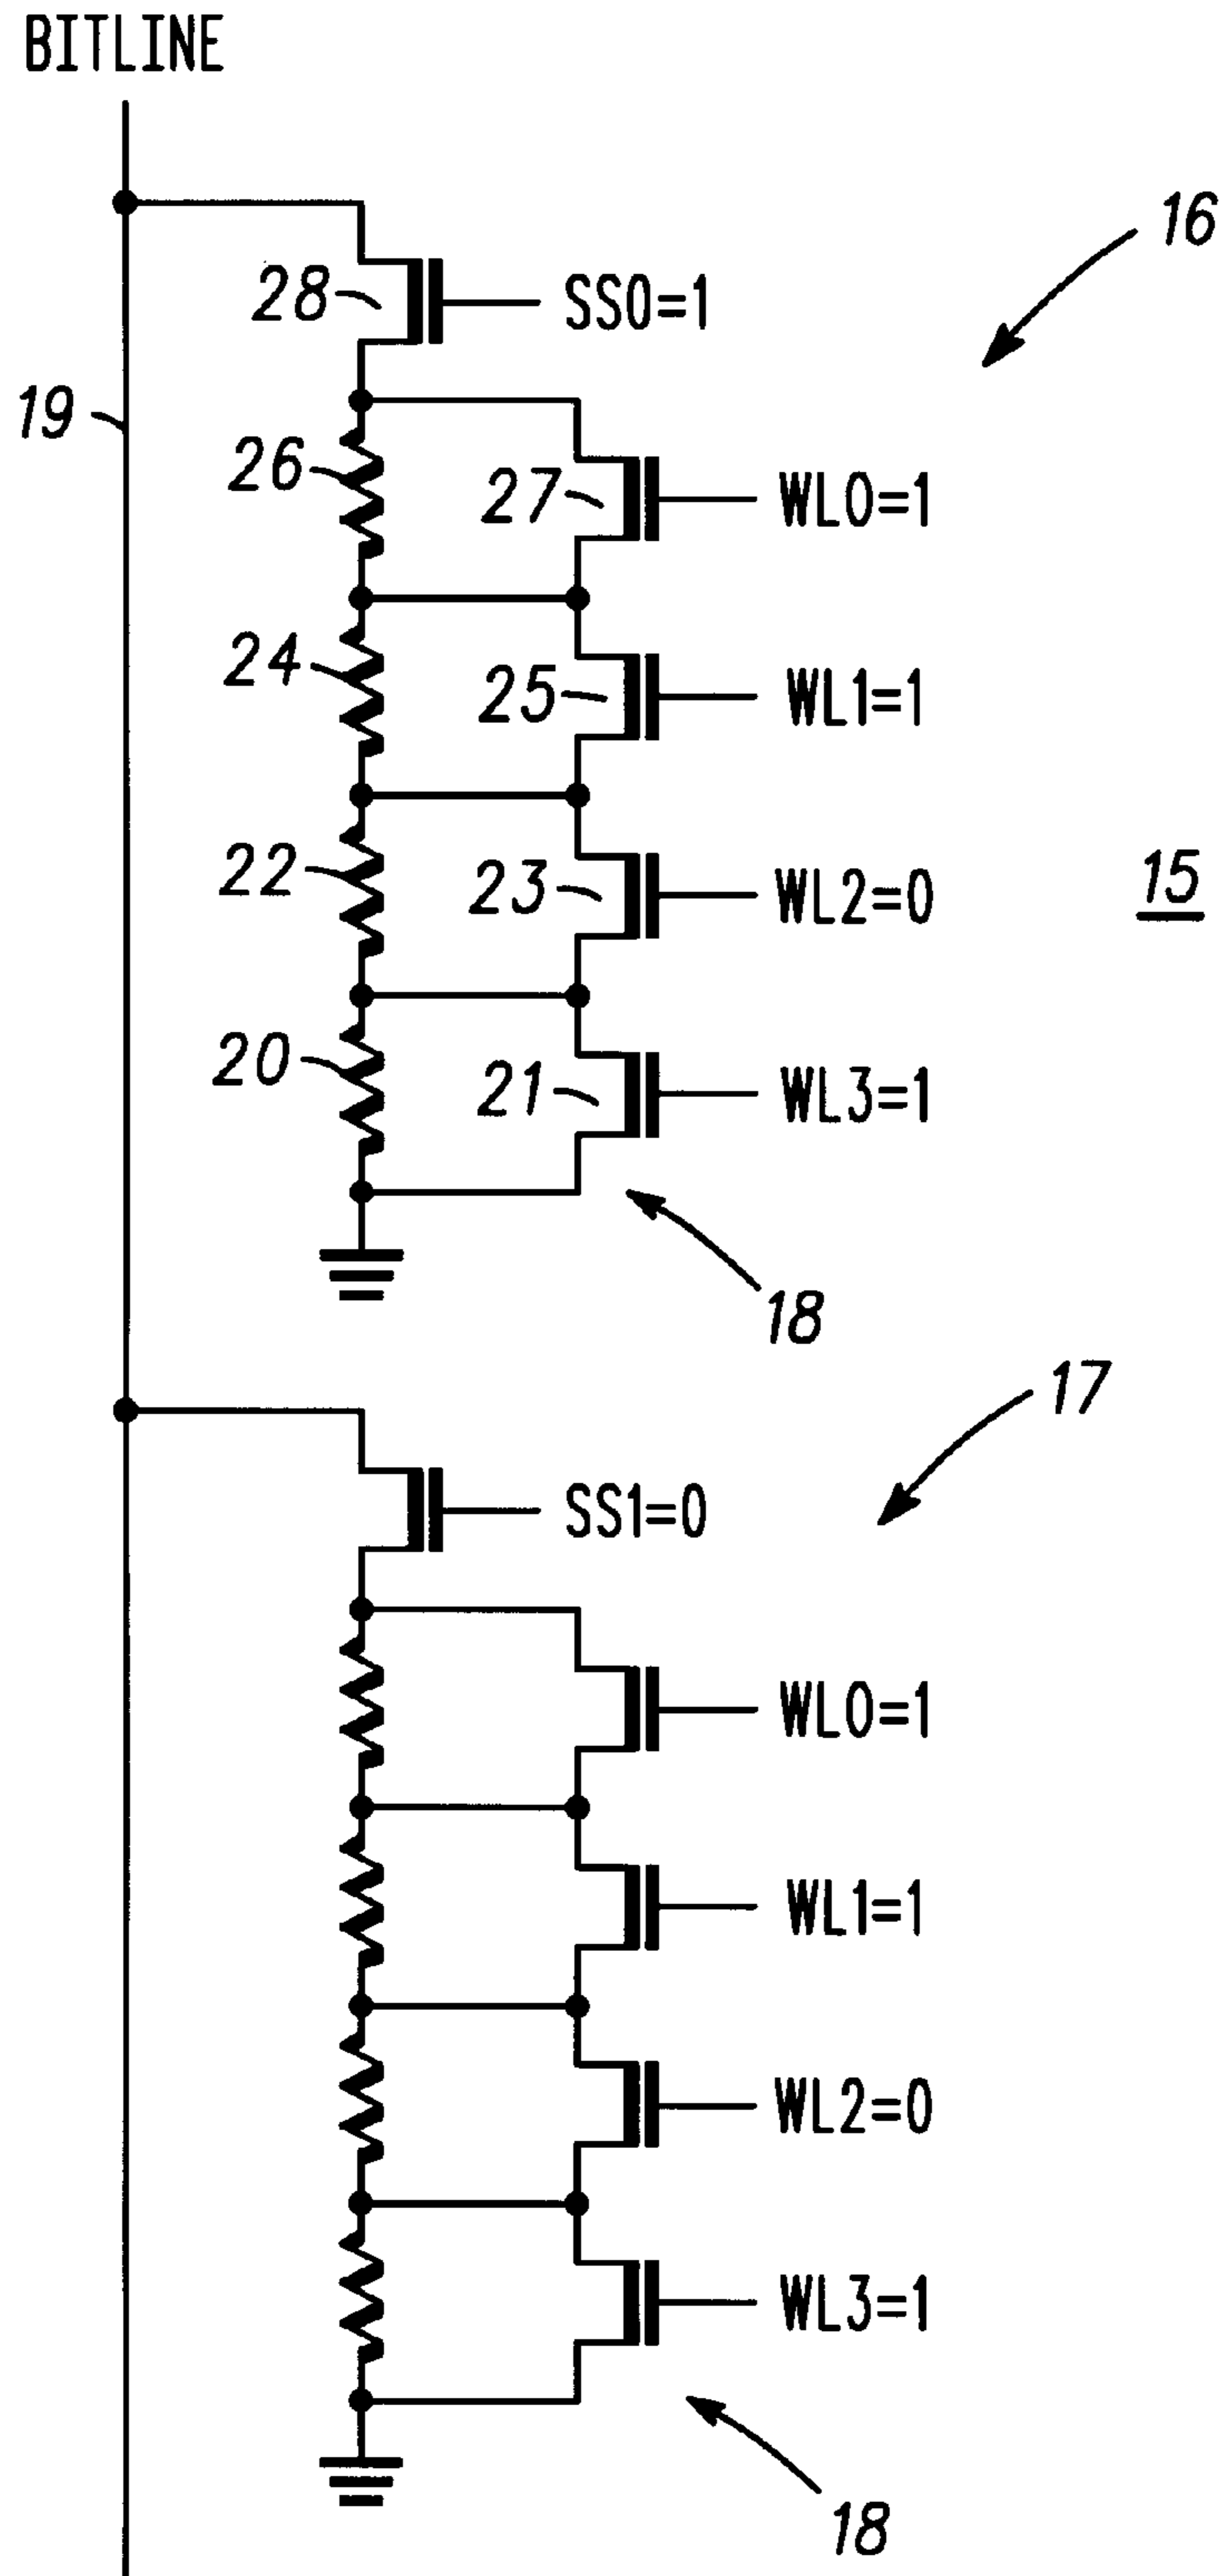 BITLINE
16
28
SS0=1
19
26
27
WL0=1
24
25
WL1=1
22
23
WL2=0
15
20
21
WL3=1
18
17
SS1=0
WL0=1
WL1=1
WL2=0
WL3=1
18